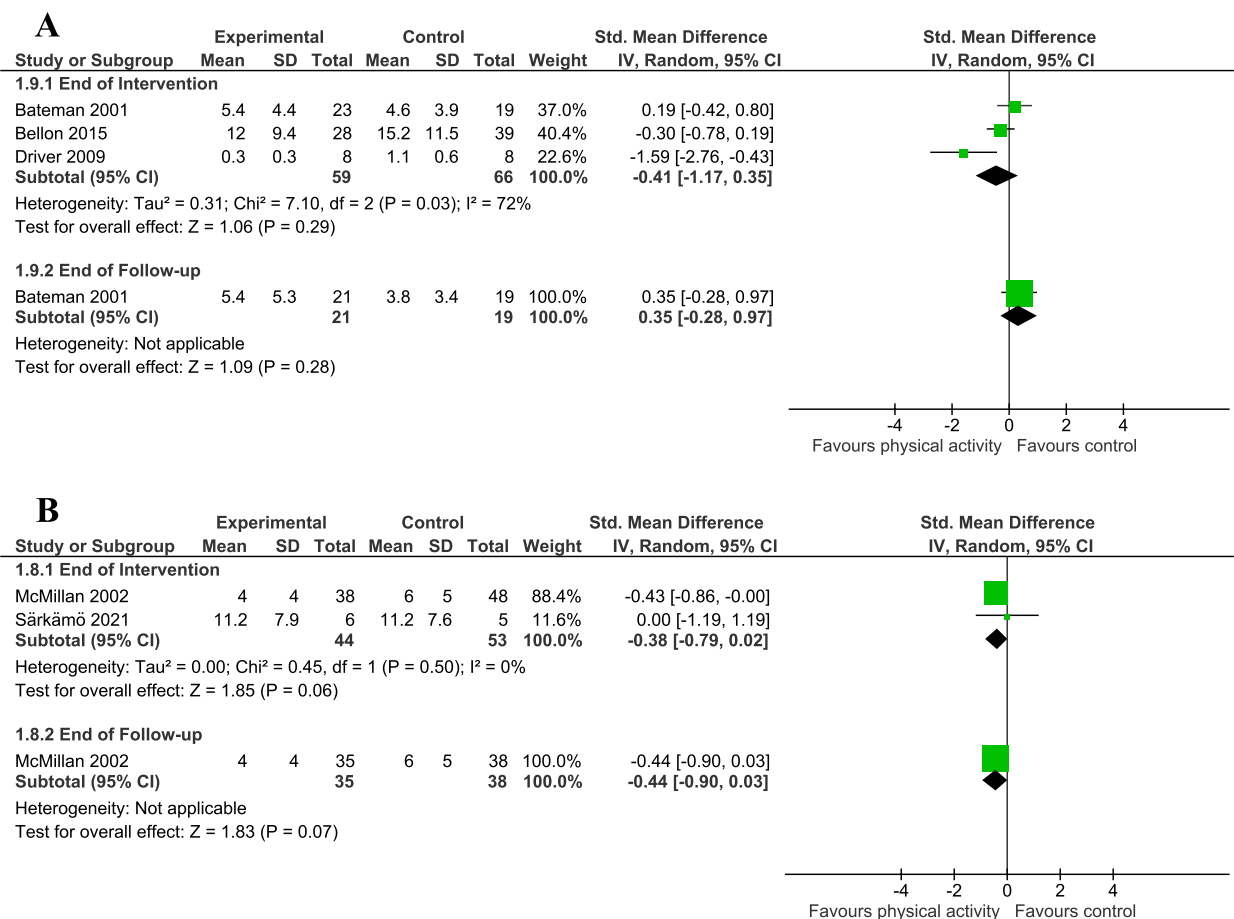 A
Experimental Control Std. Mean Difference Std. Mean Difference
Study or Subgroup Mean SD Total Mean SD Total Weight IV, Random, 95% CI IV, Random, 95% CI
1.9.1 End of Intervention
Bateman 2001 5.4 4.4 23 4.6 3.9 19 37.0% 0.19 [-0.42, 0.80]
Bellon 2015 12 9.4 28 15.2 11.5 39 40.4% -0.30 [-0.78, 0.19]
Driver 2009 0.3 0.3 8 1.1 0.6 8 22.6% -1.59 [-2.76, -0.43]
Subtotal (95% CI) 59 66 100.0% -0.41 [-1.17, 0.35]
Heterogeneity: Tau² = 0.31; Chi² = 7.10, df = 2 (P = 0.03); I² = 72%
Test for overall effect: Z = 1.06 (P = 0.29)
1.9.2 End of Follow-up
Bateman 2001 5.4 5.3 21 3.8 3.4 19 100.0% 0.35 [-0.28, 0.97]
Subtotal (95% CI) 21 19 100.0% 0.35 [-0.28, 0.97]
Heterogeneity: Not applicable
Test for overall effect: Z = 1.09 (P = 0.28)
-4 -2 0 2 4
Favours physical activity Favours control
B
Experimental Control Std. Mean Difference Std. Mean Difference
Study or Subgroup Mean SD Total Mean SD Total Weight IV, Random, 95% CI IV, Random, 95% CI
1.8.1 End of Intervention
McMillan 2002 4 4 38 6 5 48 88.4% -0.43 [-0.86, -0.00]
Särkämö 2021 11.2 7.9 6 11.2 7.6 5 11.6% 0.00 [-1.19, 1.19]
Subtotal (95% CI) 44 53 100.0% -0.38 [-0.79, 0.02]
Heterogeneity: Tau² = 0.00; Chi² = 0.45, df = 1 (P = 0.50); I² = 0%
Test for overall effect: Z = 1.85 (P = 0.06)
1.8.2 End of Follow-up
McMillan 2002 4 4 35 6 5 38 100.0% -0.44 [-0.90, 0.03]
Subtotal (95% CI) 35 38 100.0% -0.44 [-0.90, 0.03]
Heterogeneity: Not applicable
Test for overall effect: Z = 1.83 (P = 0.07)
-4 -2 0 2 4
Favours physical activity Favours control